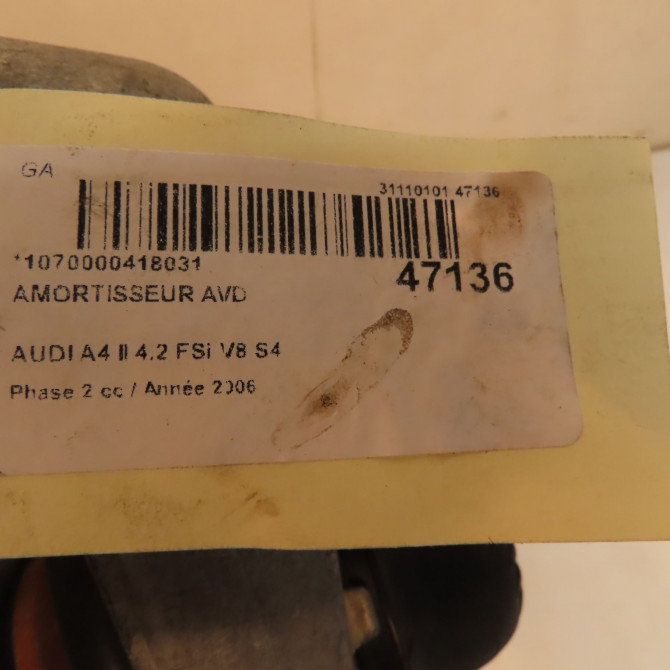 GA
31110101 47136
*1070000418031
47136
AMORTISSEUR AVD
AUDI A4 II 4.2 FSi V8 S4
Phase 2 cc / Année 2006